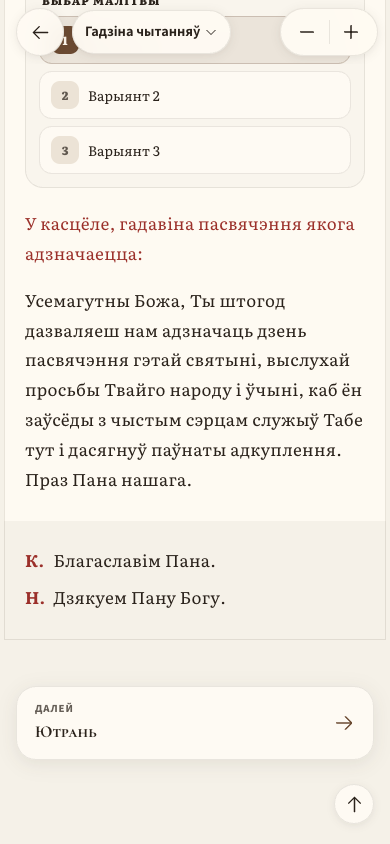 ВЫБАР МАЛІТВЫ
Гадзіна чытанняў
1
2 Варыянт 2
3 Варыянт 3
У касцёле, гадавіна пасвячэння якога
адзначаецца:
Усемагутны Божа, Ты штогод
дазваляеш нам адзначаць дзень
пасвячэння гэтай святыні, выслухай
просьбы Твайго народу і ўчыні, каб ён
заўсёды з чыстым сэрцам служыў Табе
тут і дасягнуў паўнаты адкуплення.
Праз Пана нашага.
К. Благаславім Пана.
Н. Дзякуем Пану Богу.
ДАЛЕЙ
Ютрань